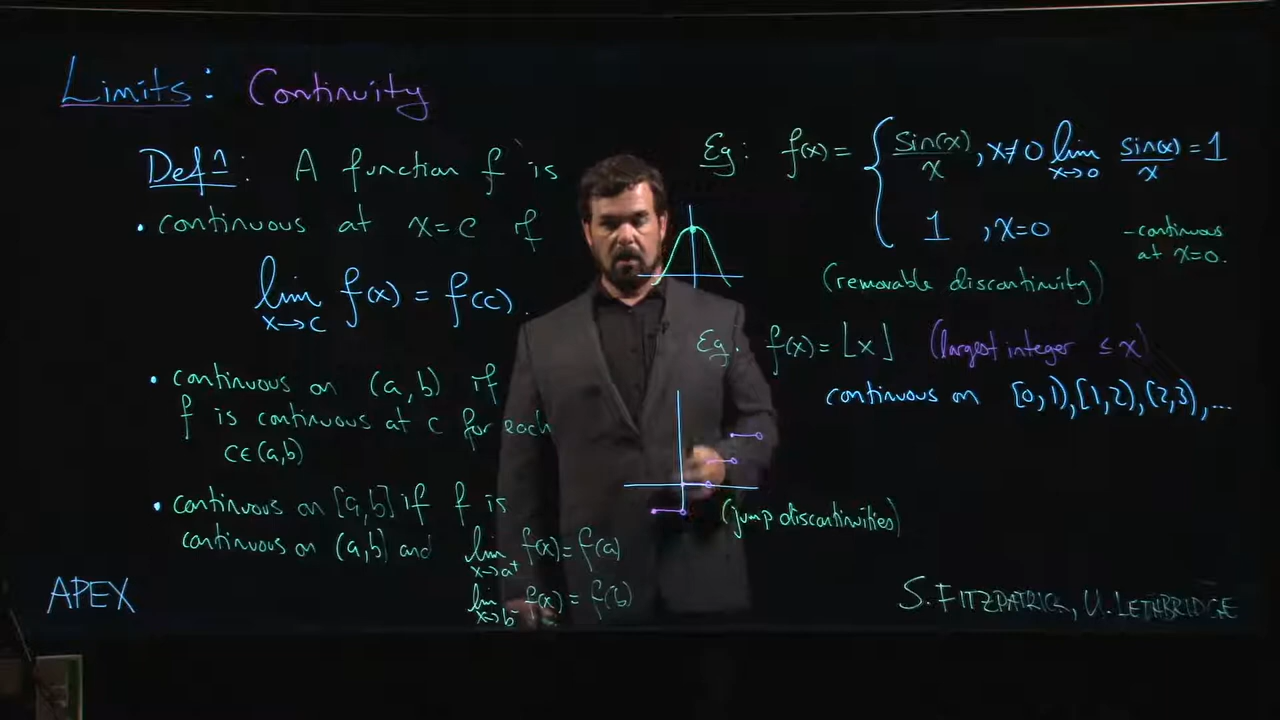 Limits: Continuity
Defn: A function f is
• continuous at x=c if
lim x→c f(x) = f(c).
• continuous on (a,b) if
f is continuous at c for each
c∈(a,b)
• continuous on [a,b] if f is
continuous on (a,b) and lim x→a⁺ f(x)=f(a)
lim x→b⁻ f(x)=f(b)
APEX
Eg: f(x)= { sin(x)/x, x≠0 lim x→0 sin(x)/x = 1
1, x=0
-continuous
at x=0.
(removable discontinuity)
Eg: f(x)= ⌊x⌋ (largest integer ≤ x)
continuous on [0,1),[1,2),[2,3),...
(jump discontinuities)
S. FITZPATRICK, U. LETHBRIDGE